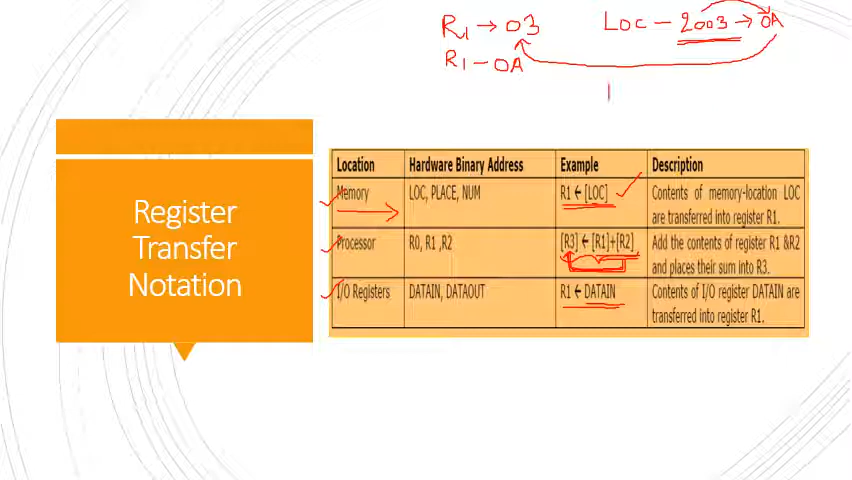 R1 → 03 LOC - 2003 → 0A
R1 - 0A
Register
Transfer
Notation
Location Hardware Binary Address Example Description
Memory LOC, PLACE, NUM R1 ← [LOC] Contents of memory-location LOC
are transferred into register R1.
Processor R0, R1 ,R2 [R3] ← [R1]+[R2] Add the contents of register R1 &R2
and places their sum into R3.
I/O Registers DATAIN, DATAOUT R1 ← DATAIN Contents of I/O register DATAIN are
transferred into register R1.